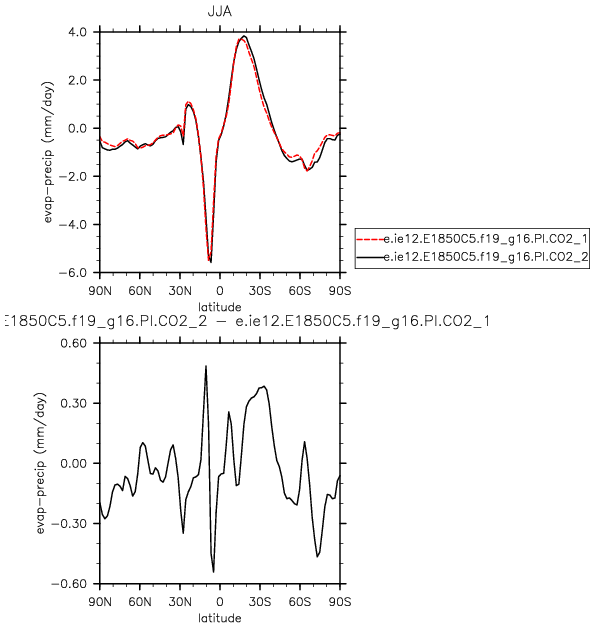 JJA
4.0
2.0
0.0
-2.0
-4.0
-6.0
evap-precip (mm/day)
90N 60N 30N 0 30S 60S 90S
latitude
e.ie12.E1850C5.f19_g16.PI.CO2_1
e.ie12.E1850C5.f19_g16.PI.CO2_2
E1850C5.f19_g16.PI.CO2_2 - e.ie12.E1850C5.f19_g16.PI.CO2_1
0.60
0.30
0.00
-0.30
-0.60
evap-precip (mm/day)
90N 60N 30N 0 30S 60S 90S
latitude